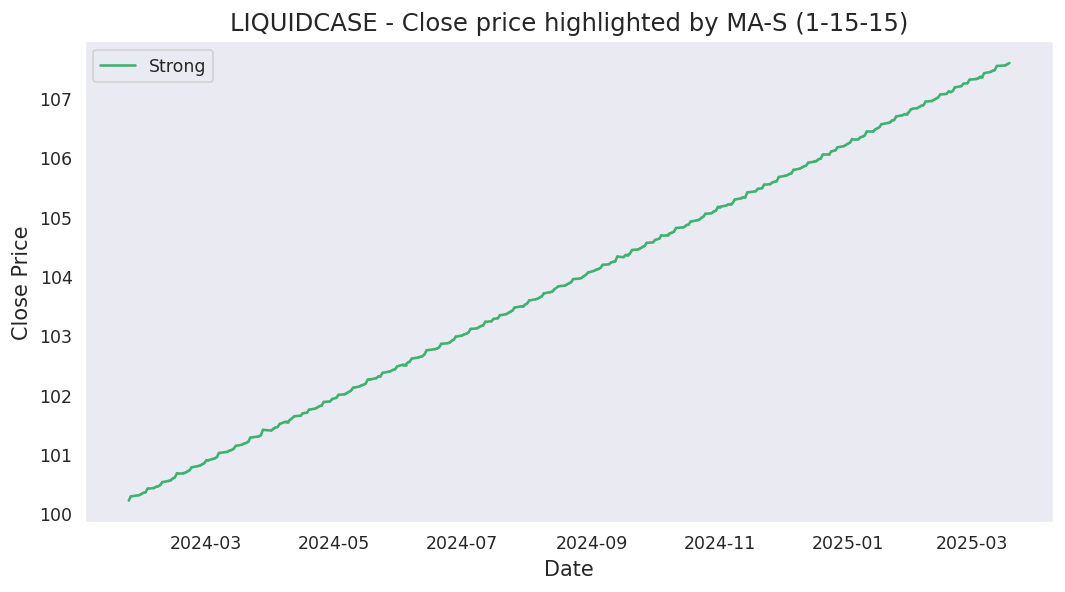 LIQUIDCASE - Close price highlighted by MA-S (1-15-15)
Strong
107
106
105
104
103
102
101
100
Close Price
2024-03 2024-05 2024-07 2024-09 2024-11 2025-01 2025-03
Date